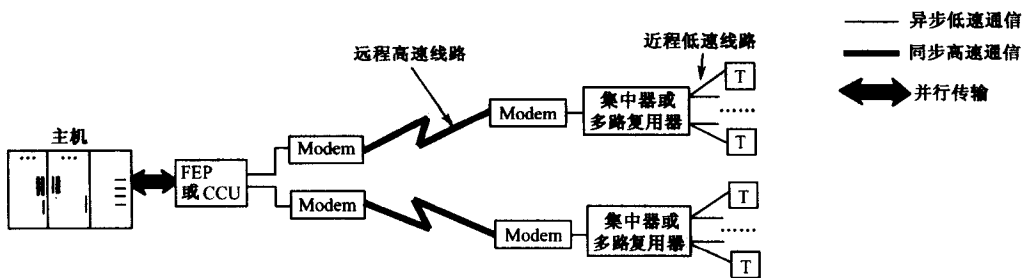 远程高速线路
近程低速线路
异步低速通信
同步高速通信
并行传输
主机
FEP
或CCU
Modem
Modem
集中器或
多路复用器
T
......
T
Modem
Modem
集中器或
多路复用器
T
......
T